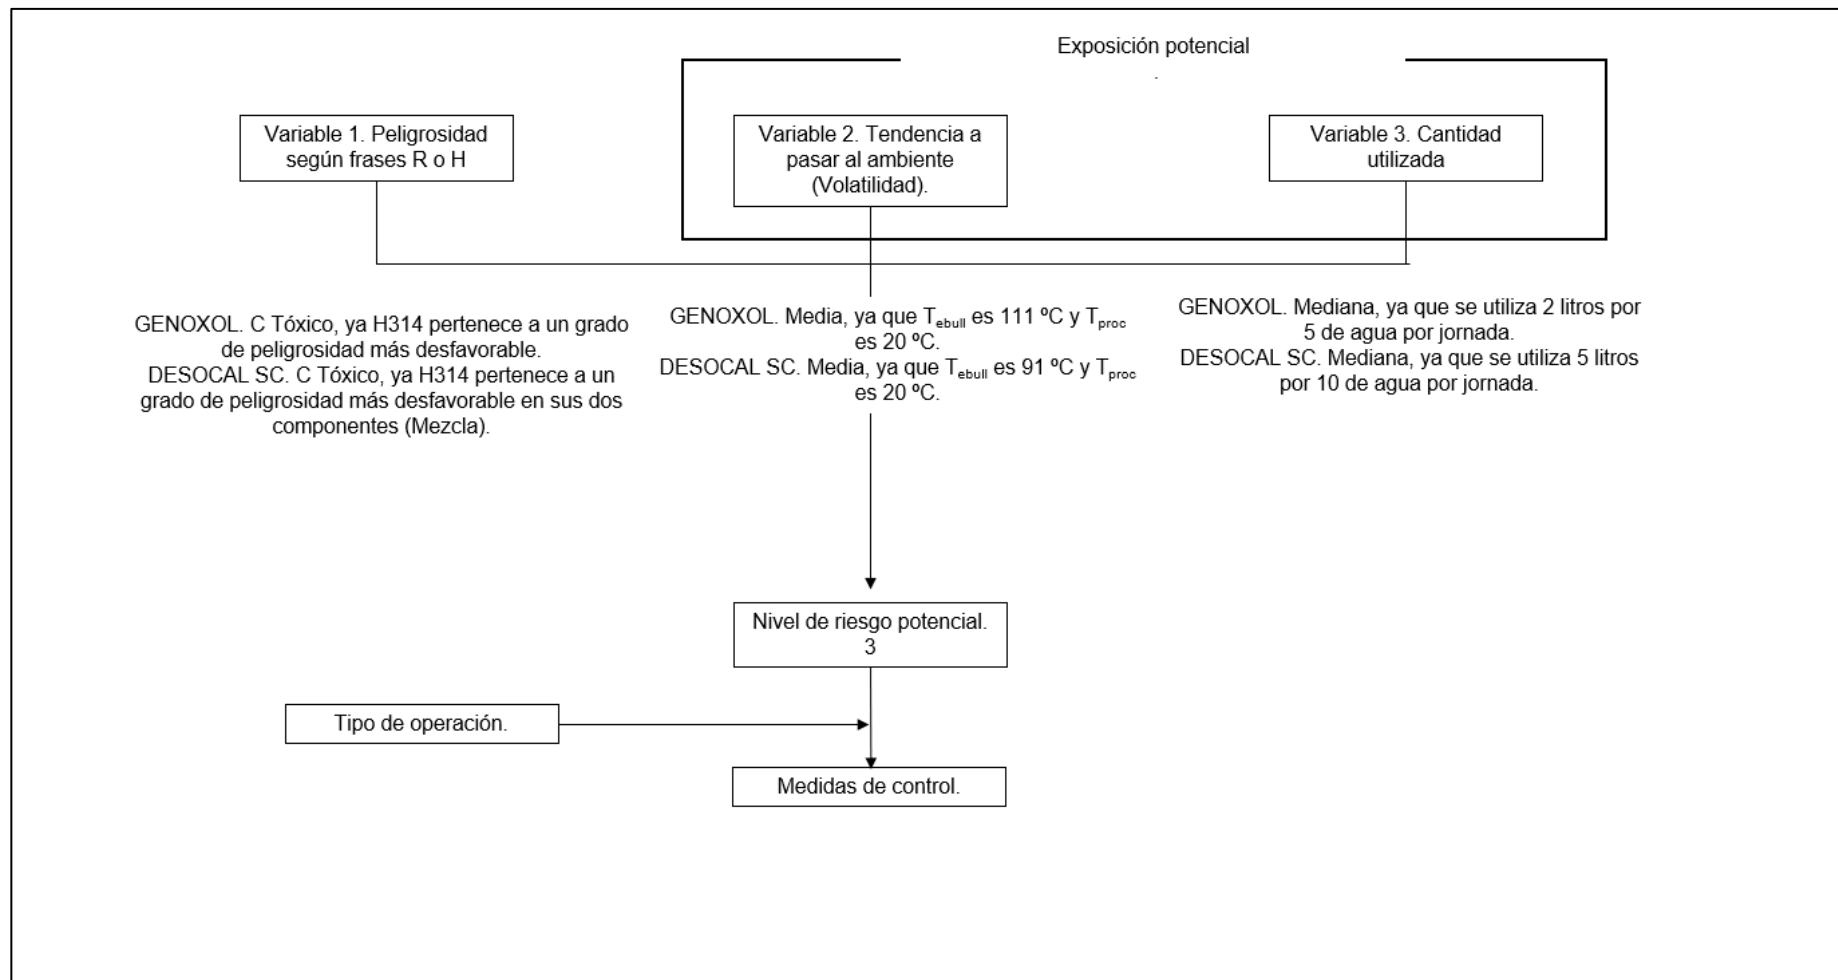 Exposición potencial
.
Variable 1. Peligrosidad
según frases R o H
Variable 2. Tendencia a
pasar al ambiente
(Volatilidad).
Variable 3. Cantidad
utilizada
GENOXOL. C Tóxico, ya H314 pertenece a un grado
de peligrosidad más desfavorable.
DESOCAL SC. C Tóxico, ya H314 pertenece a un
grado de peligrosidad más desfavorable en sus dos
componentes (Mezcla).
GENOXOL. Media, ya que Tebull es 111 ºC y Tproc
es 20 ºC.
DESOCAL SC. Media, ya que Tebull es 91 ºC y Tproc
es 20 ºC.
GENOXOL. Mediana, ya que se utiliza 2 litros por
5 de agua por jornada.
DESOCAL SC. Mediana, ya que se utiliza 5 litros
por 10 de agua por jornada.
Nivel de riesgo potencial.
3
Tipo de operación.
Medidas de control.